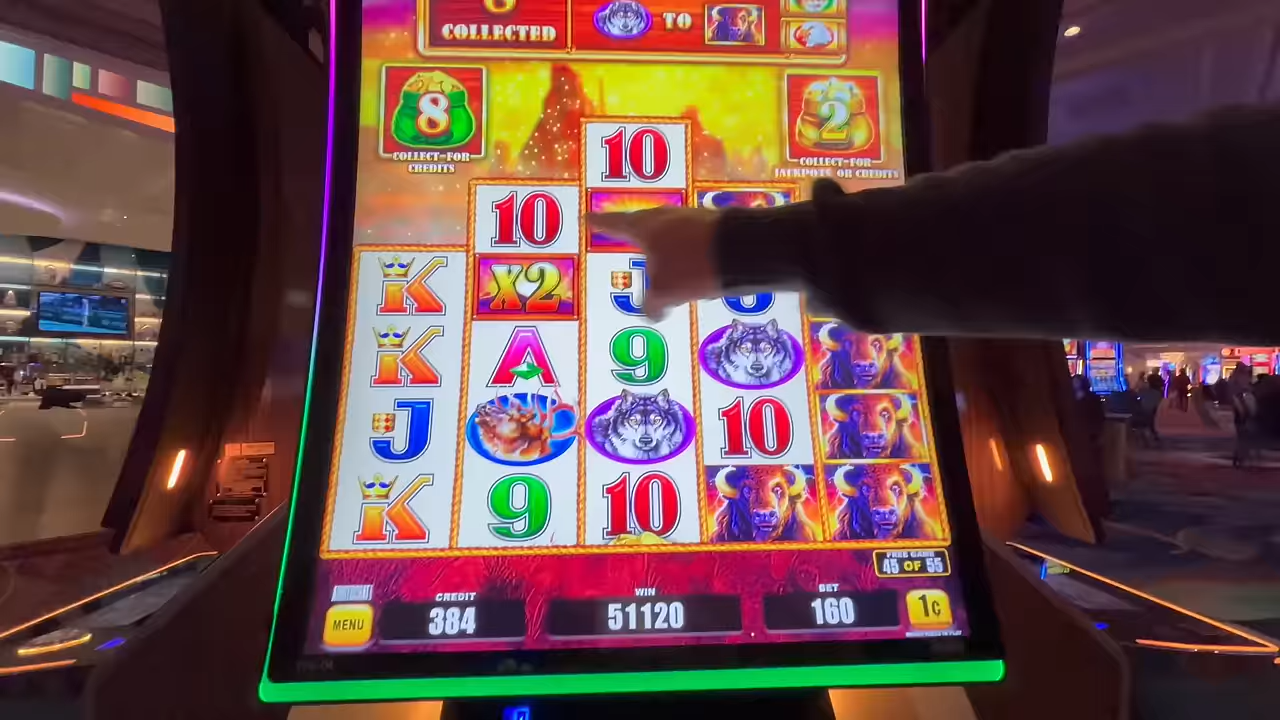 8
COLLECTED
TO
8
COLLECT-FOR
CREDITS
2
COLLECT-FOR
JACKPOTS OR CREDITS
10
10
K
X2
J
K
A
9
J
10
K
9
10
FREE GAME
45 OF 55
MENU
CREDIT
384
WIN
51120
BET
160
1¢